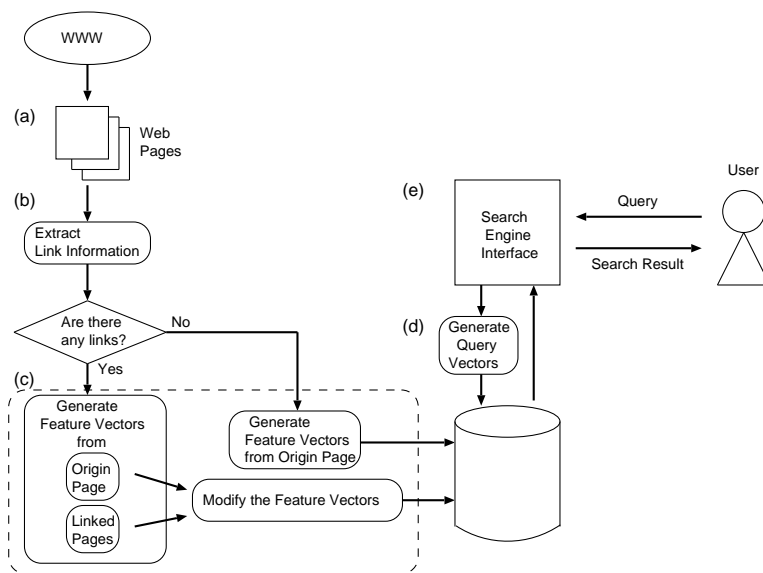 WWW
(a)
Web
Pages
(b)
Extract
Link Information
Are there
any links?
No
Yes
(c)
Generate
Feature Vectors
from
Origin
Page
Linked
Pages
Generate
Feature Vectors
from Origin Page
Modify the Feature Vectors
(d)
Generate
Query
Vectors
(e)
Search
Engine
Interface
Query
Search Result
User